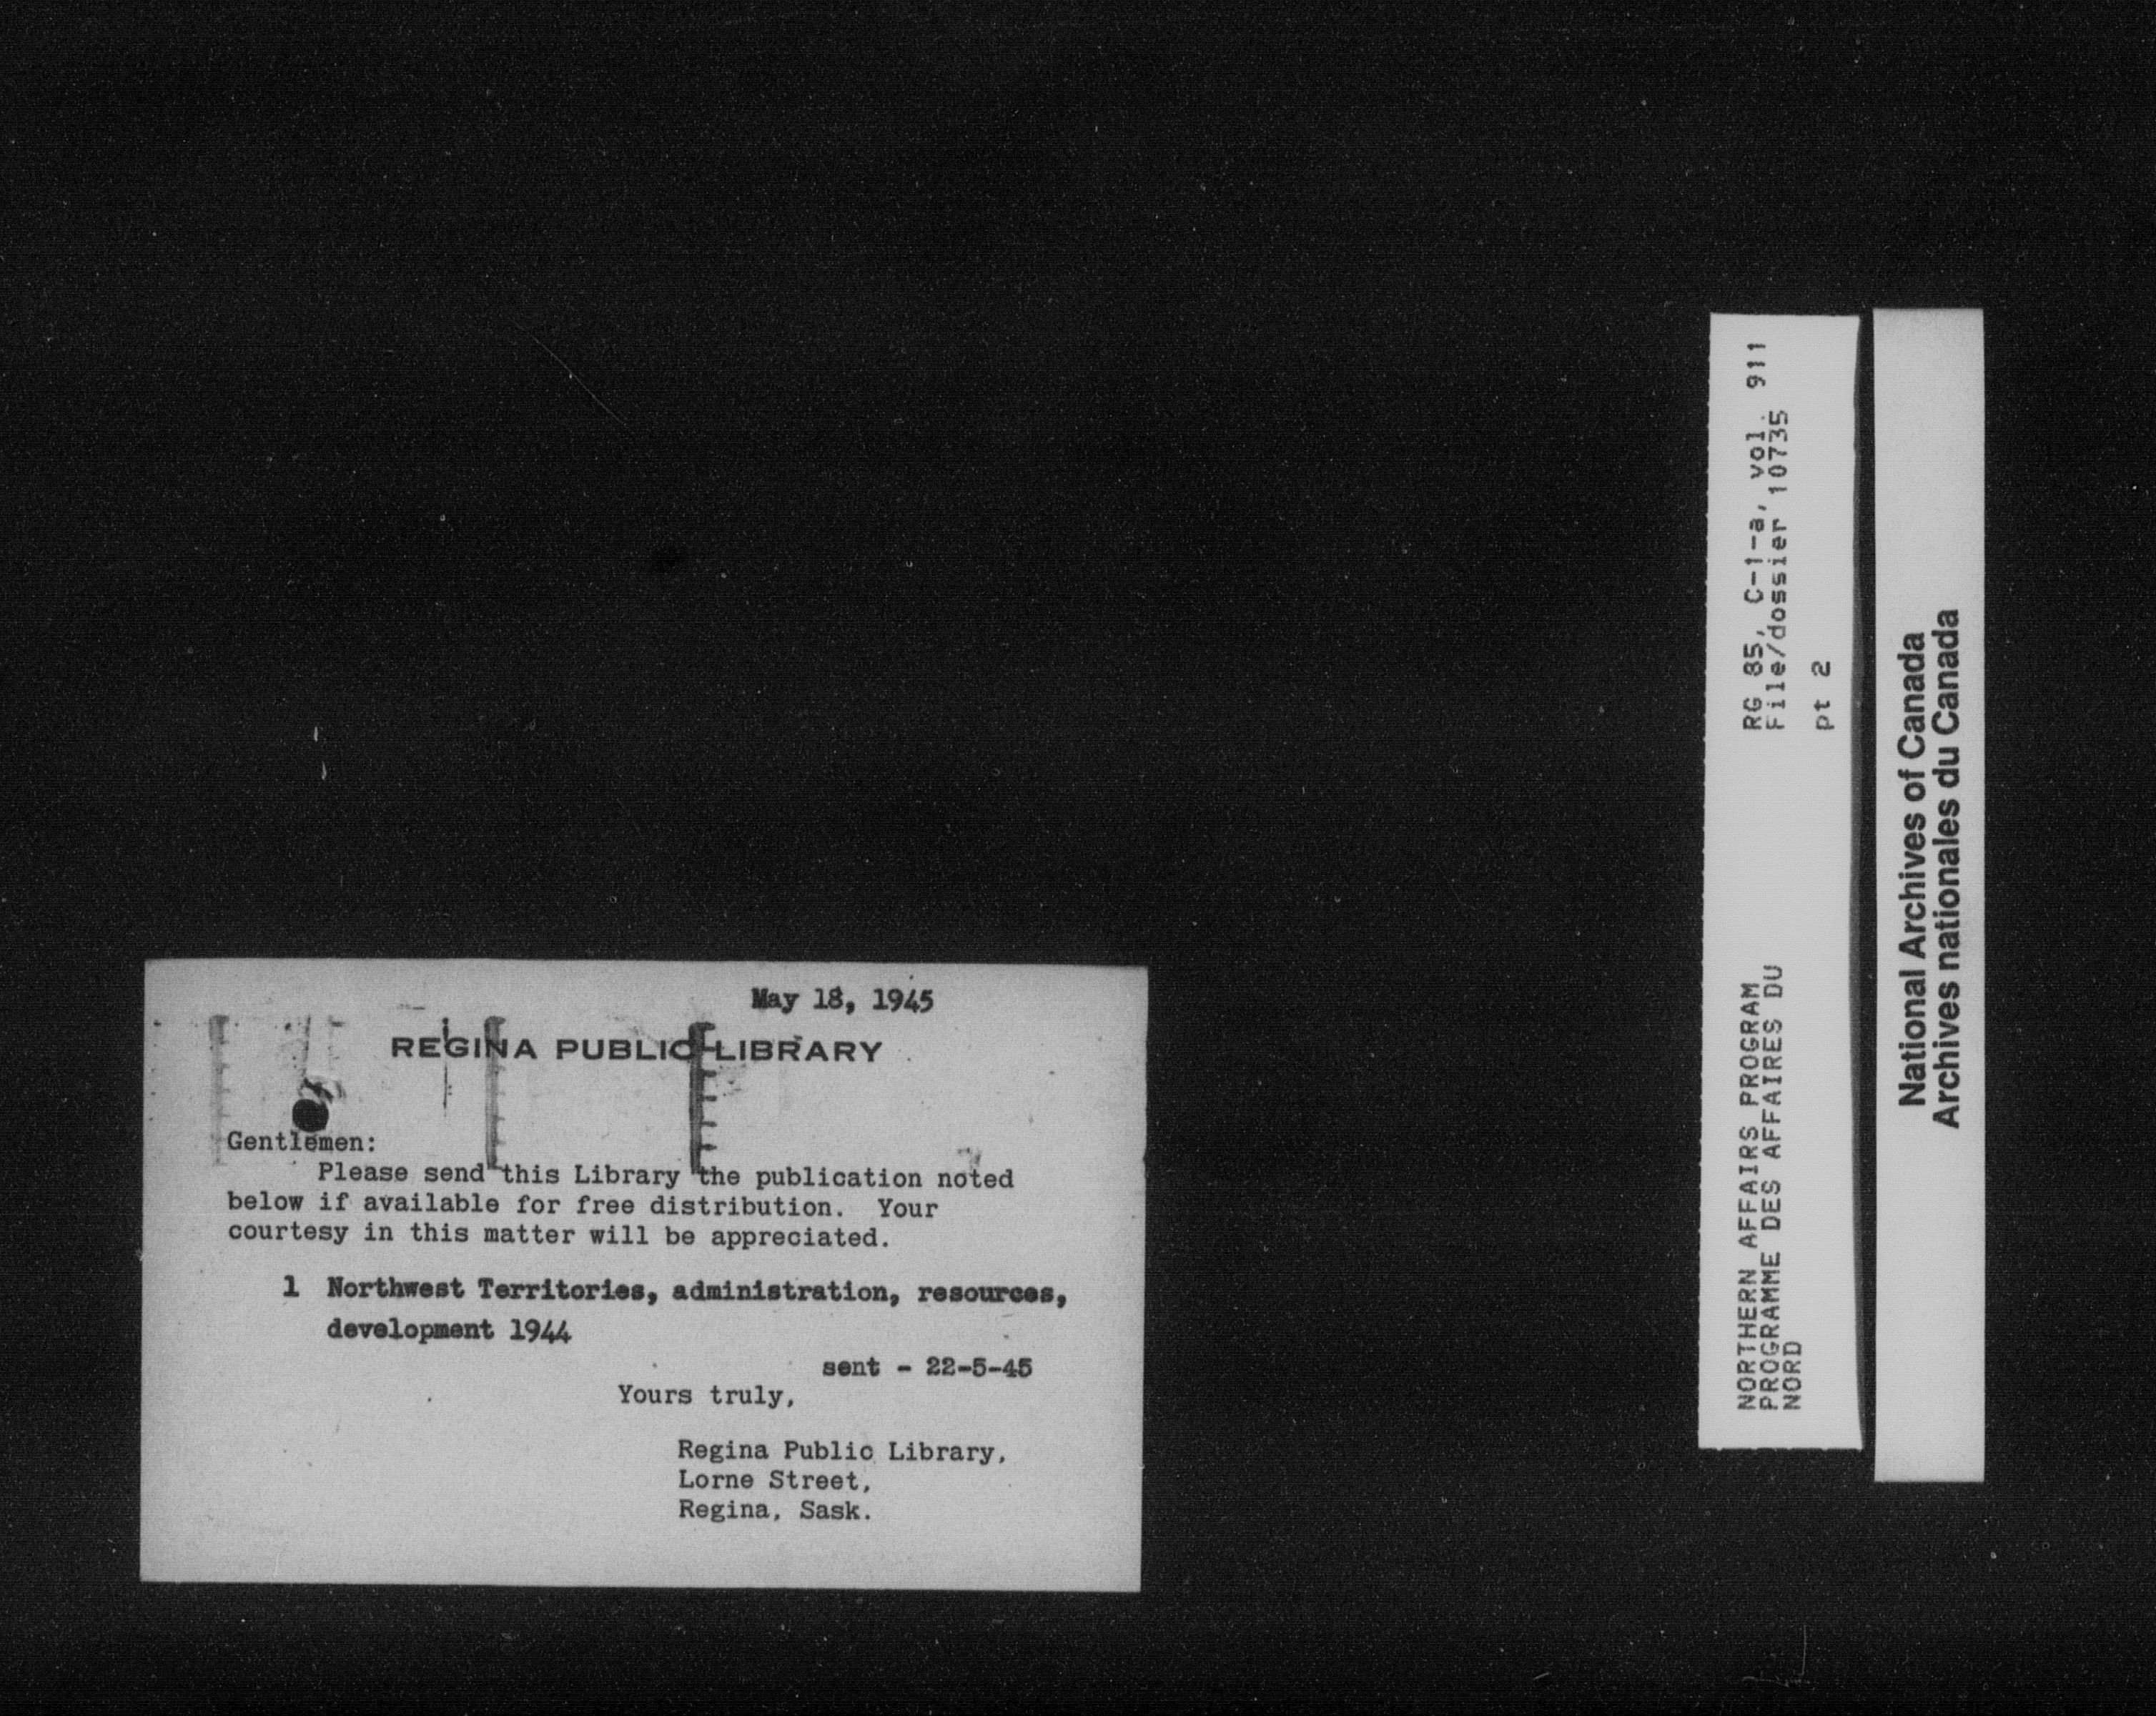 May 18, 1945
REGINA PUBLIC LIBRARY
Gentlemen:
Please send this Library the publication noted
below if available for free distribution. Your
courtesy in this matter will be appreciated.
1 Northwest Territories, administration, resources,
development 1944
sent - 22-5-45
Yours truly,
Regina Public Library,
Lorne Street,
Regina, Sask.
NORTHERN AFFAIRS PROGRAM
PROGRAMME DES AFFAIRES DU
NORD
RG 85, C-1-a, vol. 911
File/dossier 10735
pt 2
National Archives of Canada
Archives nationales du Canada